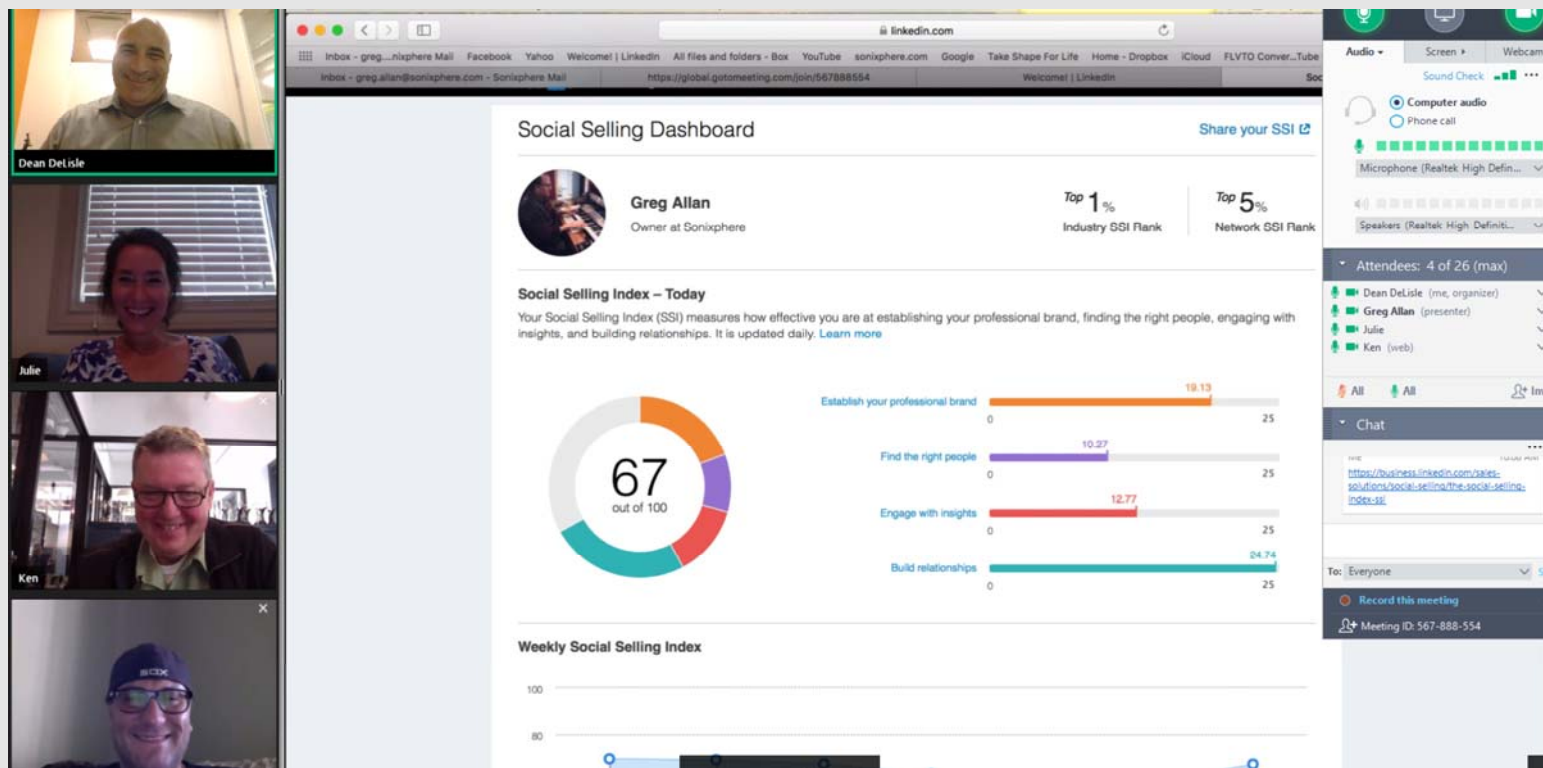 Dean DeLisle
Julie
Ken
SOX
linkedin.com
Inbox - greg....nixphere Mail Facebook Yahoo Welcome! | LinkedIn All files and folders - Box YouTube sonixphere.com Google Take Shape For Life Home - Dropbox iCloud FLVTO Conver...Tube
Inbox - greg.allan@sonixphere.com - Sonixphere Mail https://global.gotomeeting.com/join/567888554 Welcome! | LinkedIn Soc
Social Selling Dashboard Share your SSI
Greg Allan
Owner at Sonixphere
Top 1% Top 5%
Industry SSI Rank Network SSI Rank
Social Selling Index – Today
Your Social Selling Index (SSI) measures how effective you are at establishing your professional brand, finding the right people, engaging with
insights, and building relationships. It is updated daily. Learn more
67
out of 100
19.13
Establish your professional brand
0 25
10.27
Find the right people
0 25
12.77
Engage with insights
0 25
24.74
Build relationships
0 25
Weekly Social Selling Index
100
80
Audio Screen Webcam
Sound Check
Computer audio
Phone call
Microphone (Realtek High Defin...
Speakers (Realtek High Definiti...
Attendees: 4 of 26 (max)
Dean DeLisle (me, organizer)
Greg Allan (presenter)
Julie
Ken (web)
All All Inv
Chat
https://business.linkedin.com/sales-
solutions/social-selling/the-social-selling-
index-ssi
To: Everyone S
Record this meeting
Meeting ID: 567-888-554